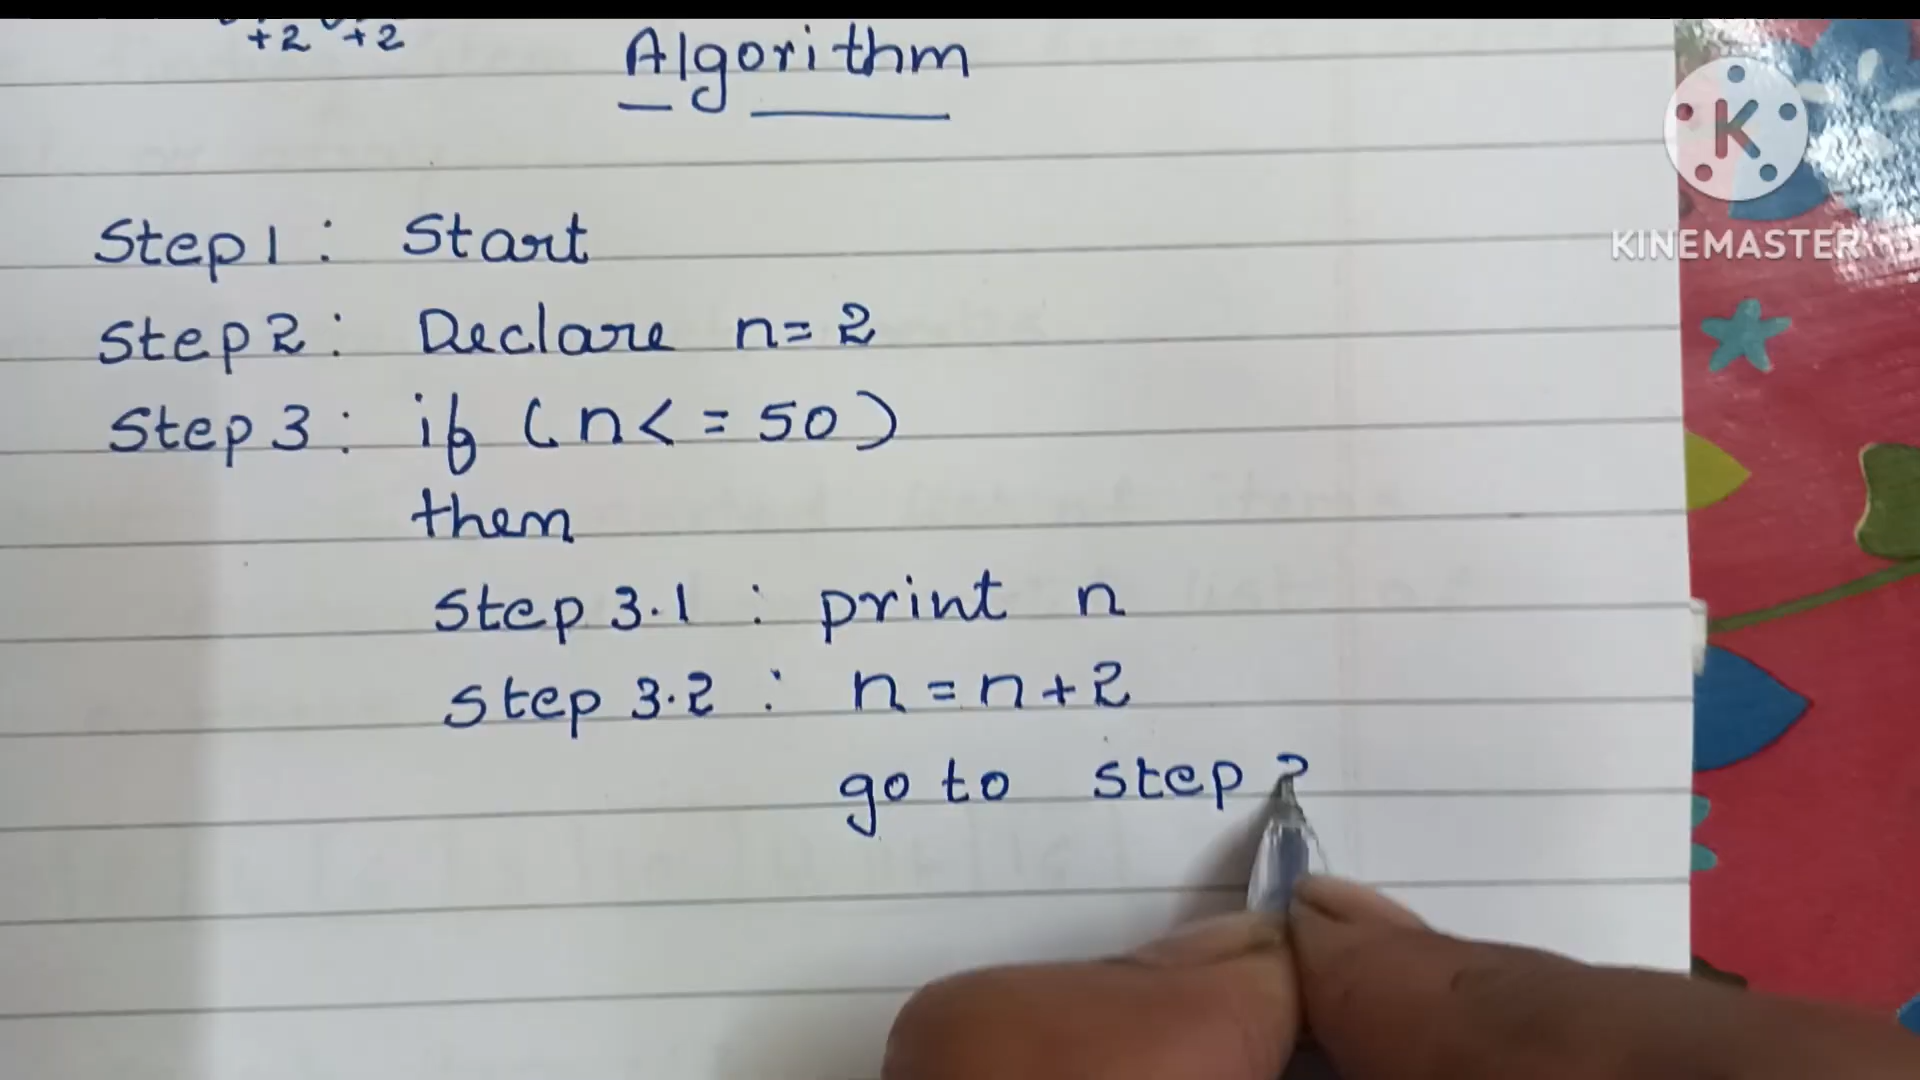 +2 +2
Algorithm
Step 1 : Start
Step 2 : Declare n = 2
Step 3 : if ( n < = 50 )
then
Step 3.1 : print n
Step 3.2 : n = n + 2
go to step
K
KINEMASTER